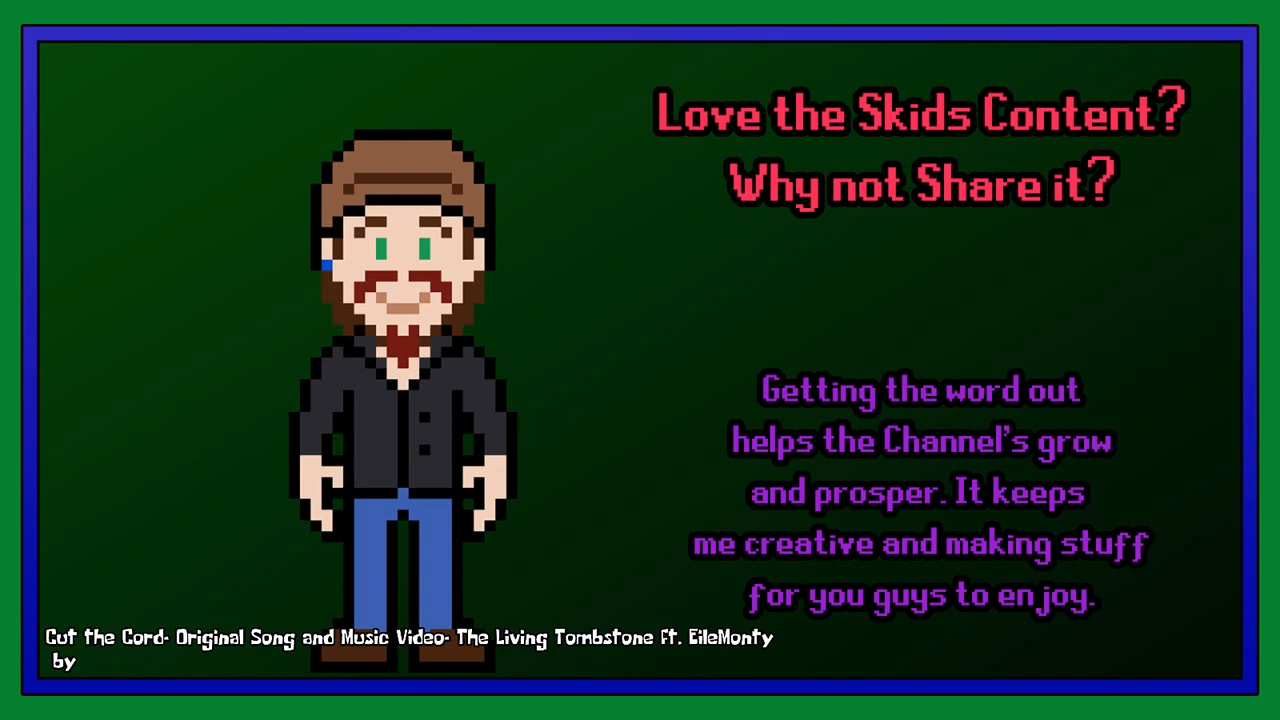 Love the Skids Content?
Why not Share it?
Getting the word out
helps the Channel's grow
and prosper. It keeps
me creative and making stuff
for you guys to enjoy.
Cut the Cord- Original Song and Music Video- The Living Tombstone ft. EileMonty
by